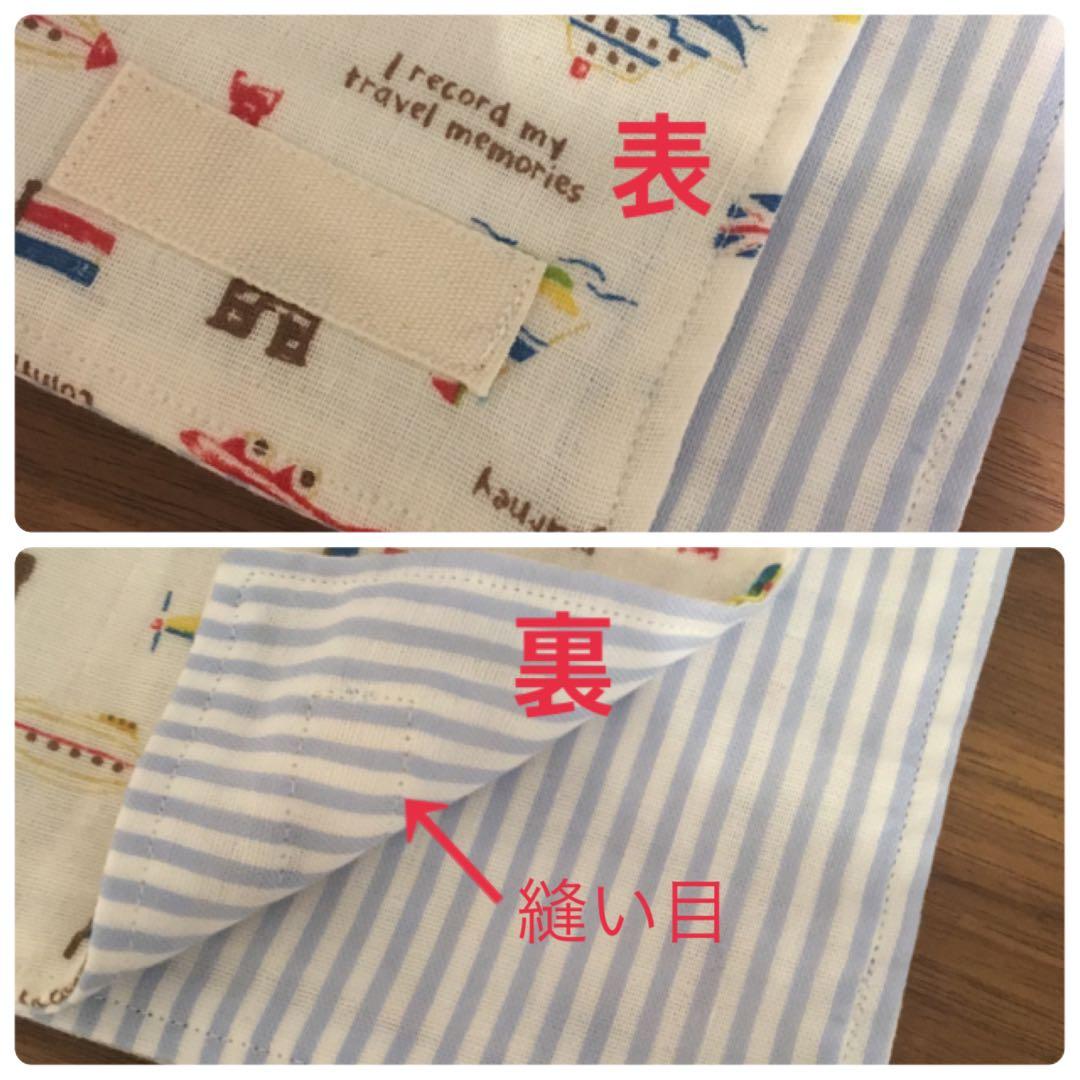 I record my
travel memories
表
裏
縫い目